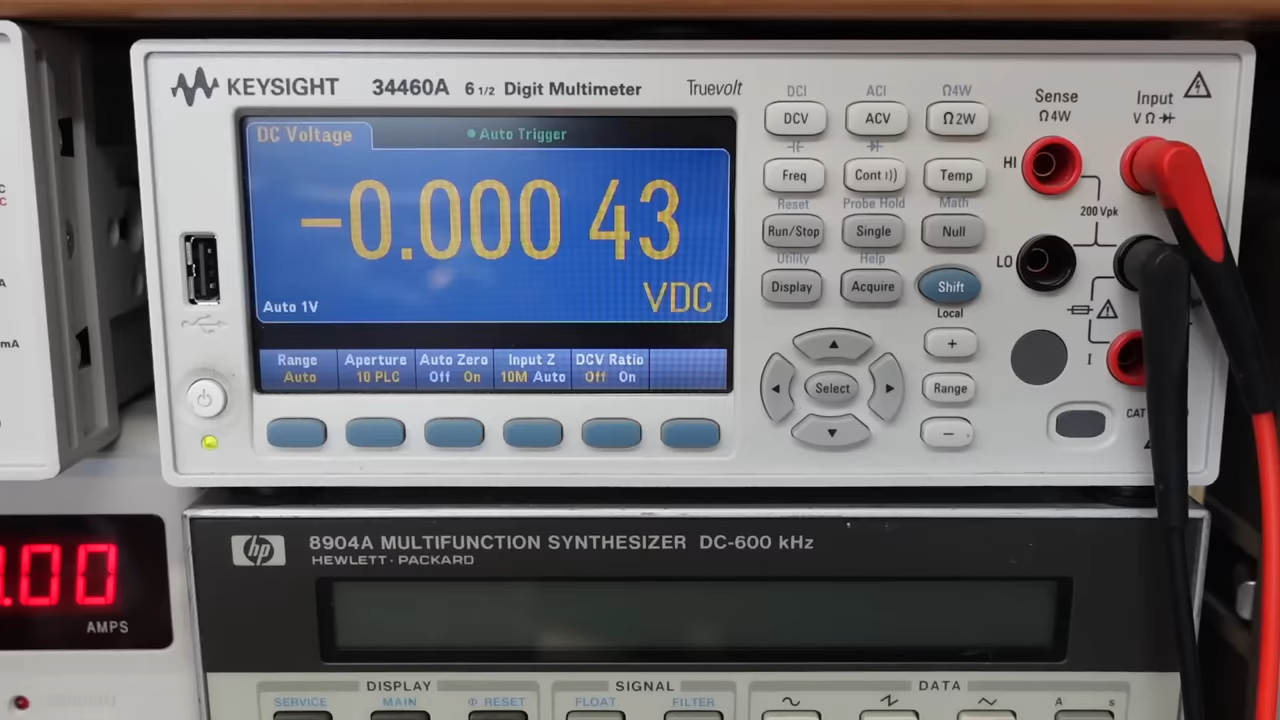 KEYSIGHT 34460A 6 1/2 Digit Multimeter Truevolt
DC Voltage
Auto Trigger
-0.000 43
VDC
Auto 1V
Range Aperture Auto Zero Input Z DCV Ratio
Auto 10 PLC Off On 10M Auto Off On
DCI ACI Ω4W
DCV ACV Ω2W
Freq Cont Temp
Reset Probe Hold Math
Run/Stop Single Null
Utility Help
Display Acquire Shift
Local
+
Select Range
−
Sense
Ω4W
Input
V Ω
HI
200 Vpk
LO
I
CAT
mA
.00
AMPS
hp 8904A MULTIFUNCTION SYNTHESIZER DC-600 kHz
HEWLETT·PACKARD
DISPLAY SIGNAL DATA
SERVICE MAIN Φ RESET FLOAT FILTER A s